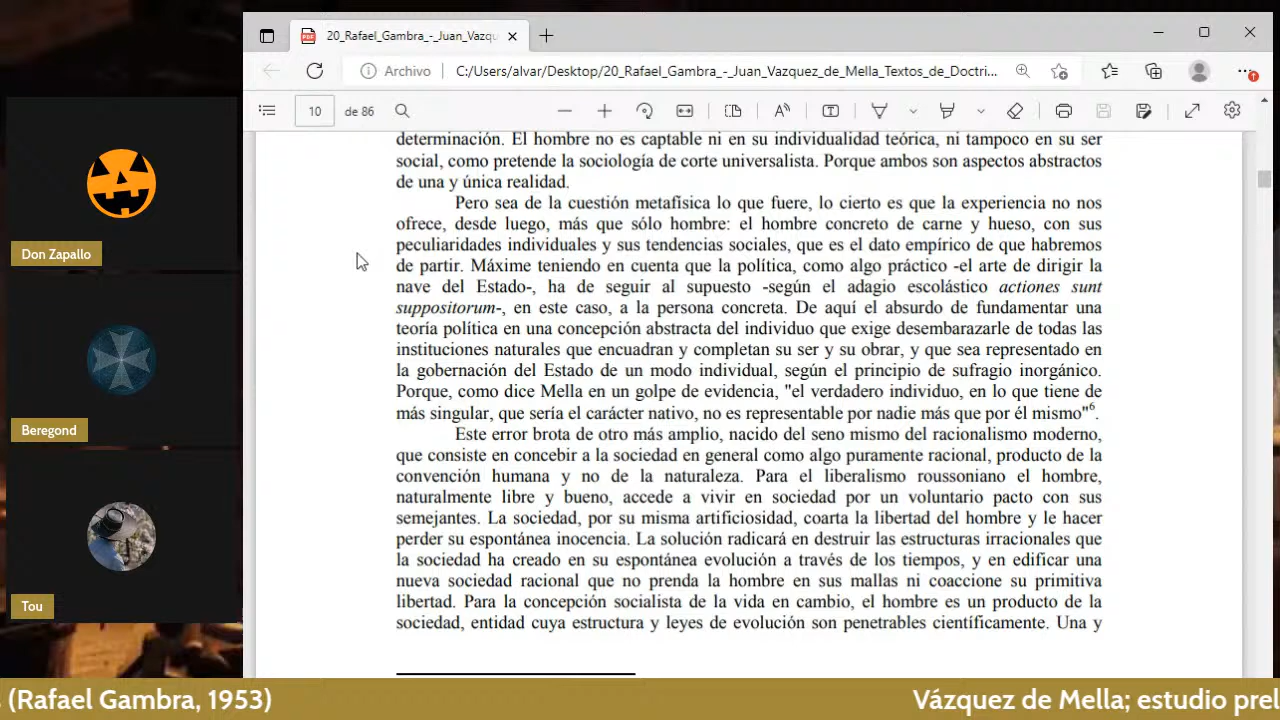 20_Rafael_Gambra_-_Juan_Vazqu
Archivo
C:/Users/alvar/Desktop/20_Rafael_Gambra_-_Juan_Vazquez_de_Mella_Textos_de_Doctri...
10 de 86
determinación. El hombre no es captable ni en su individualidad teórica, ni tampoco en su ser
social, como pretende la sociología de corte universalista. Porque ambos son aspectos abstractos
de una y única realidad.
Pero sea de la cuestión metafísica lo que fuere, lo cierto es que la experiencia no nos
ofrece, desde luego, más que sólo hombre: el hombre concreto de carne y hueso, con sus
peculiaridades individuales y sus tendencias sociales, que es el dato empírico de que habremos
de partir. Máxime teniendo en cuenta que la política, como algo práctico -el arte de dirigir la
nave del Estado-, ha de seguir al supuesto -según el adagio escolástico actiones sunt
suppositorum-, en este caso, a la persona concreta. De aquí el absurdo de fundamentar una
teoría política en una concepción abstracta del individuo que exige desembarazarle de todas las
instituciones naturales que encuadran y completan su ser y su obrar, y que sea representado en
la gobernación del Estado de un modo individual, según el principio de sufragio inorgánico.
Porque, como dice Mella en un golpe de evidencia, "el verdadero individuo, en lo que tiene de
más singular, que sería el carácter nativo, no es representable por nadie más que por él mismo"6.
Este error brota de otro más amplio, nacido del seno mismo del racionalismo moderno,
que consiste en concebir a la sociedad en general como algo puramente racional, producto de la
convención humana y no de la naturaleza. Para el liberalismo roussoniano el hombre,
naturalmente libre y bueno, accede a vivir en sociedad por un voluntario pacto con sus
semejantes. La sociedad, por su misma artificiosidad, coarta la libertad del hombre y le hacer
perder su espontánea inocencia. La solución radicará en destruir las estructuras irracionales que
la sociedad ha creado en su espontánea evolución a través de los tiempos, y en edificar una
nueva sociedad racional que no prenda la hombre en sus mallas ni coaccione su primitiva
libertad. Para la concepción socialista de la vida en cambio, el hombre es un producto de la
sociedad, entidad cuya estructura y leyes de evolución son penetrables científicamente. Una y
Don Zapallo
Beregond
Tou
(Rafael Gambra, 1953)
Vázquez de Mella; estudio prel